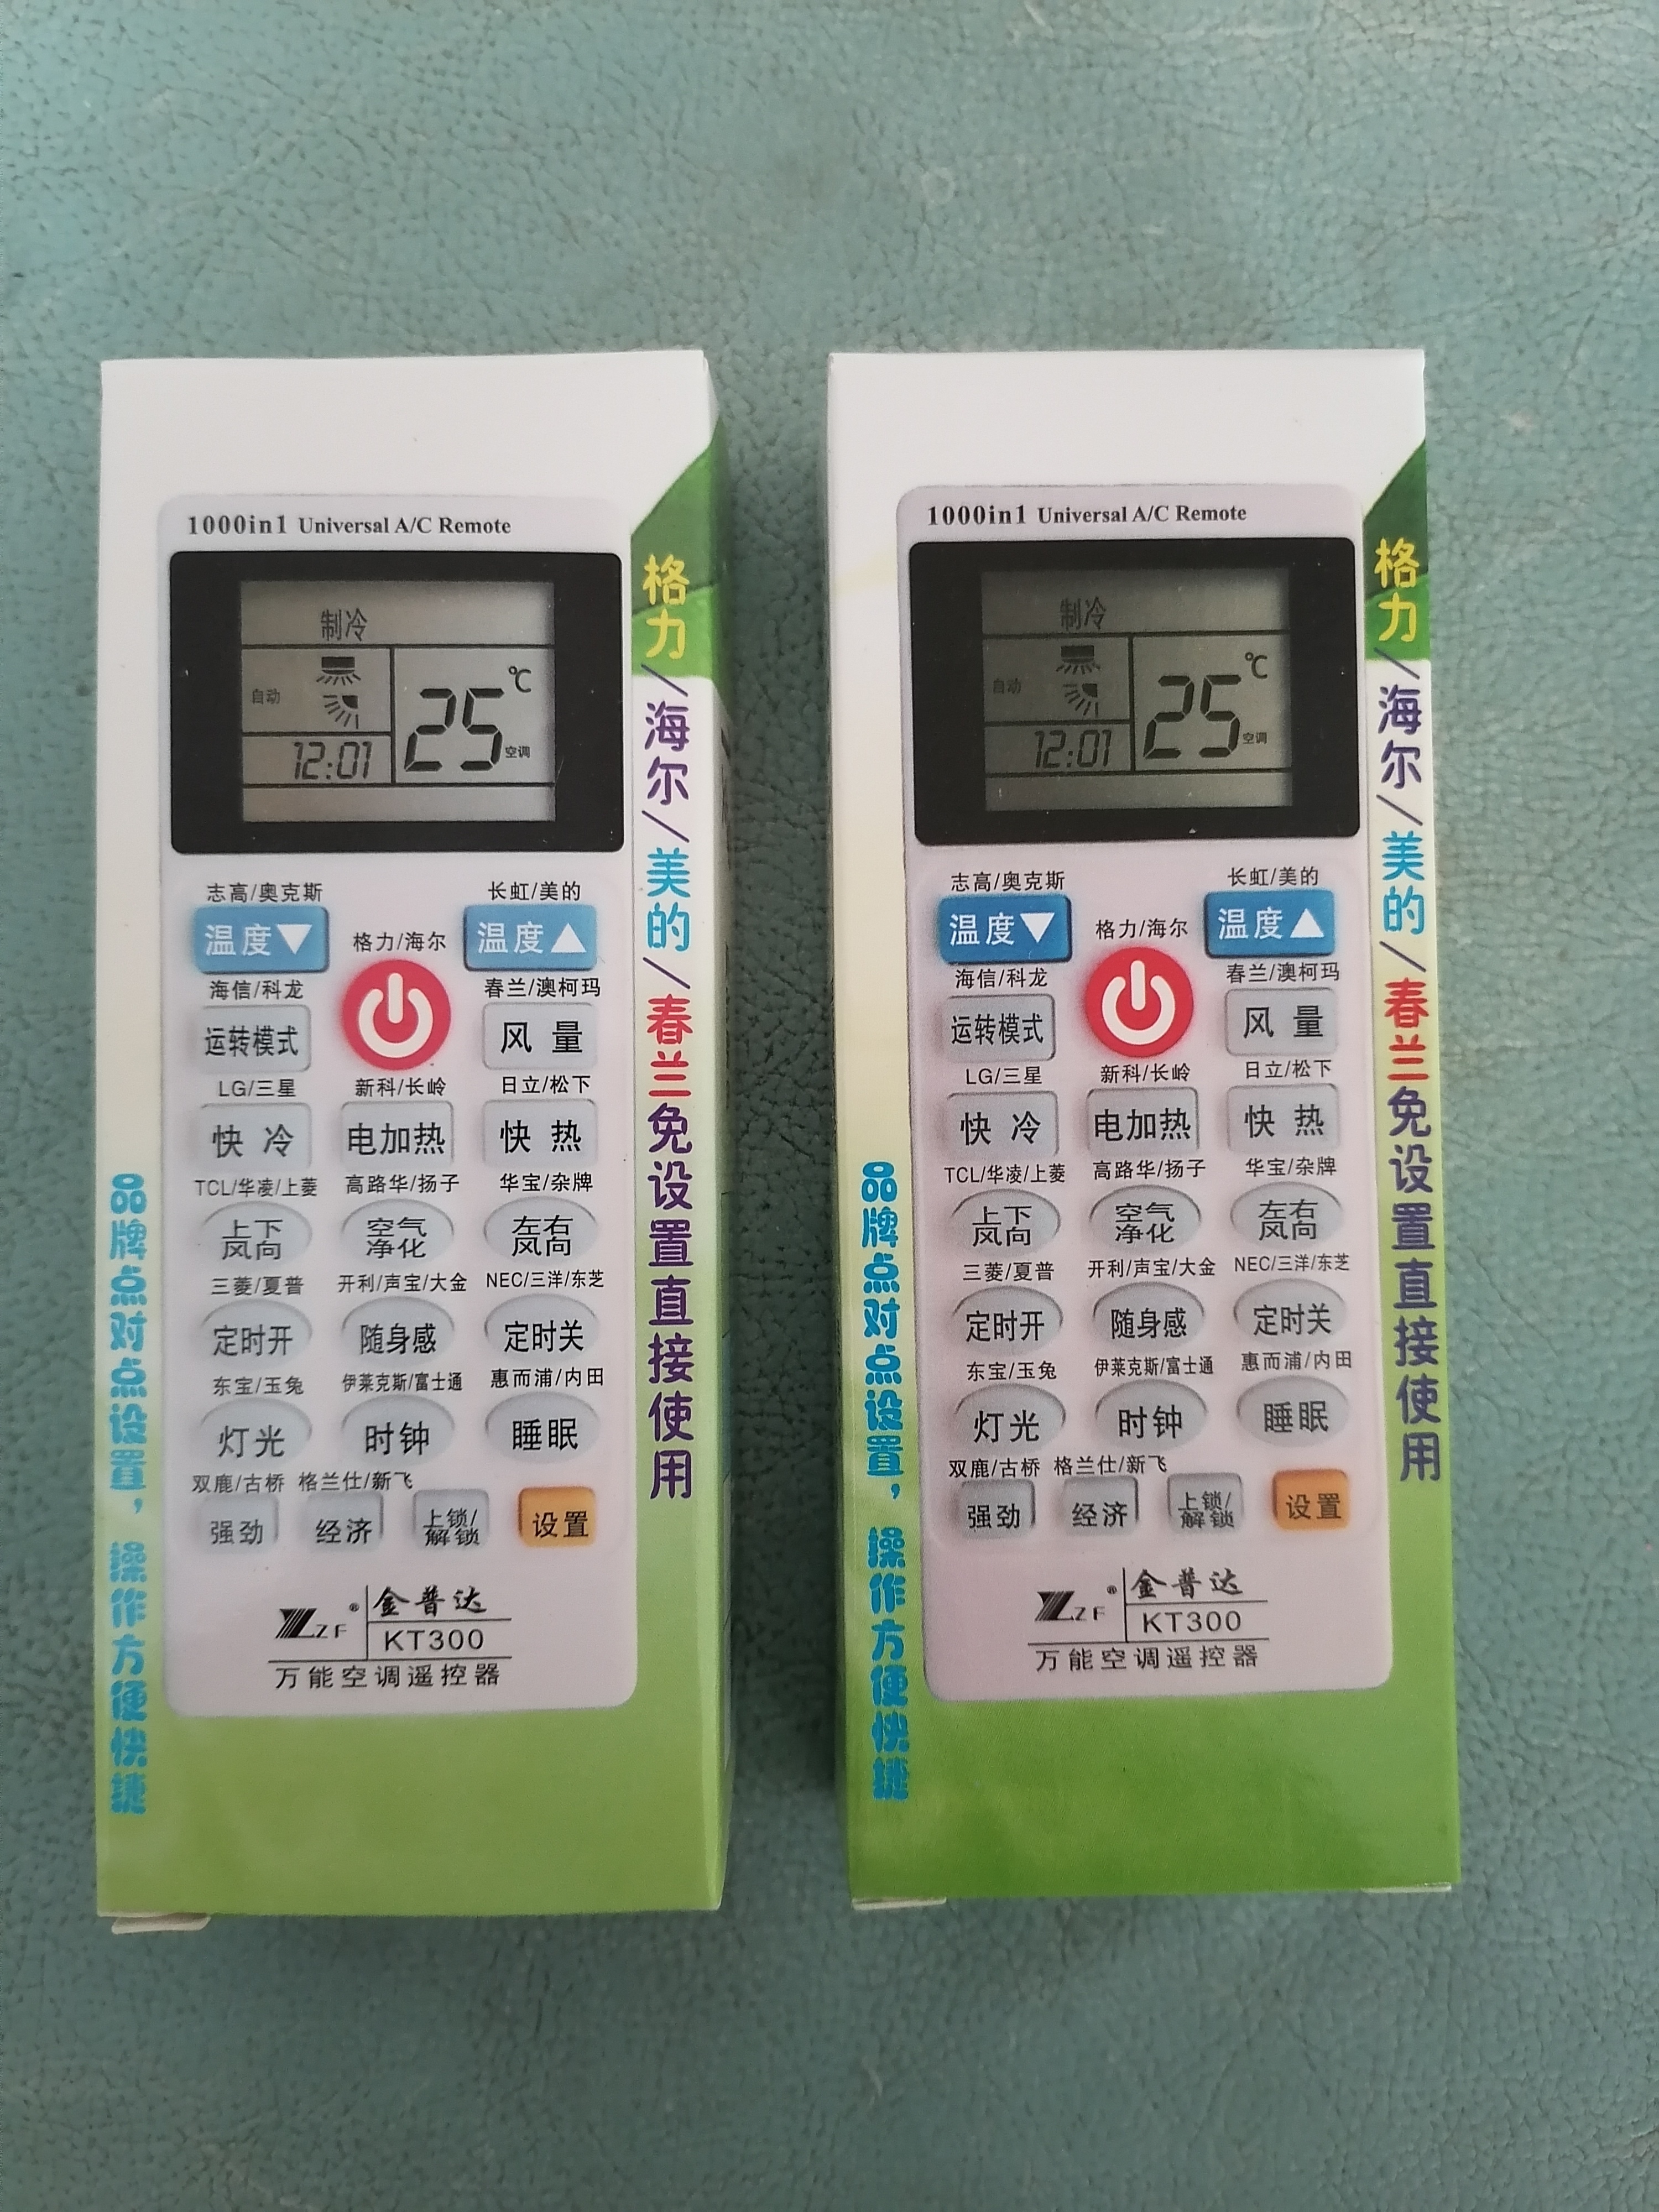 1000in1 Universal A/C Remote
制冷
自动
25
℃
空调
12:01
志高/奥克斯
长虹/美的
温度▼
格力/海尔
温度▲
海信/科龙
春兰/澳柯玛
运转模式
风量
LG/三星
新科/长岭
日立/松下
快冷
电加热
快热
TCL/华凌/上菱
高路华/扬子
华宝/杂牌
上下
风向
空气
净化
左右
风向
三菱/夏普
开利/声宝/大金
NEC/三洋/东芝
定时开
随身感
定时关
东宝/玉兔
伊莱克斯/富士通
惠而浦/内田
灯光
时钟
睡眠
双鹿/古桥
格兰仕/新飞
强劲
经济
上锁/
解锁
设置
ZF®
金普达
KT300
万能空调遥控器
格力/海尔/美的/春兰免设置直接使用
品牌点对点设置，操作方便快捷
1000in1 Universal A/C Remote
制冷
自动
25
℃
空调
12:01
志高/奥克斯
长虹/美的
温度▼
格力/海尔
温度▲
海信/科龙
春兰/澳柯玛
运转模式
风量
LG/三星
新科/长岭
日立/松下
快冷
电加热
快热
TCL/华凌/上菱
高路华/扬子
华宝/杂牌
上下
风向
空气
净化
左右
风向
三菱/夏普
开利/声宝/大金
NEC/三洋/东芝
定时开
随身感
定时关
东宝/玉兔
伊莱克斯/富士通
惠而浦/内田
灯光
时钟
睡眠
双鹿/古桥
格兰仕/新飞
强劲
经济
上锁/
解锁
设置
ZF®
金普达
KT300
万能空调遥控器
格力/海尔/美的/春兰免设置直接使用
品牌点对点设置，操作方便快捷